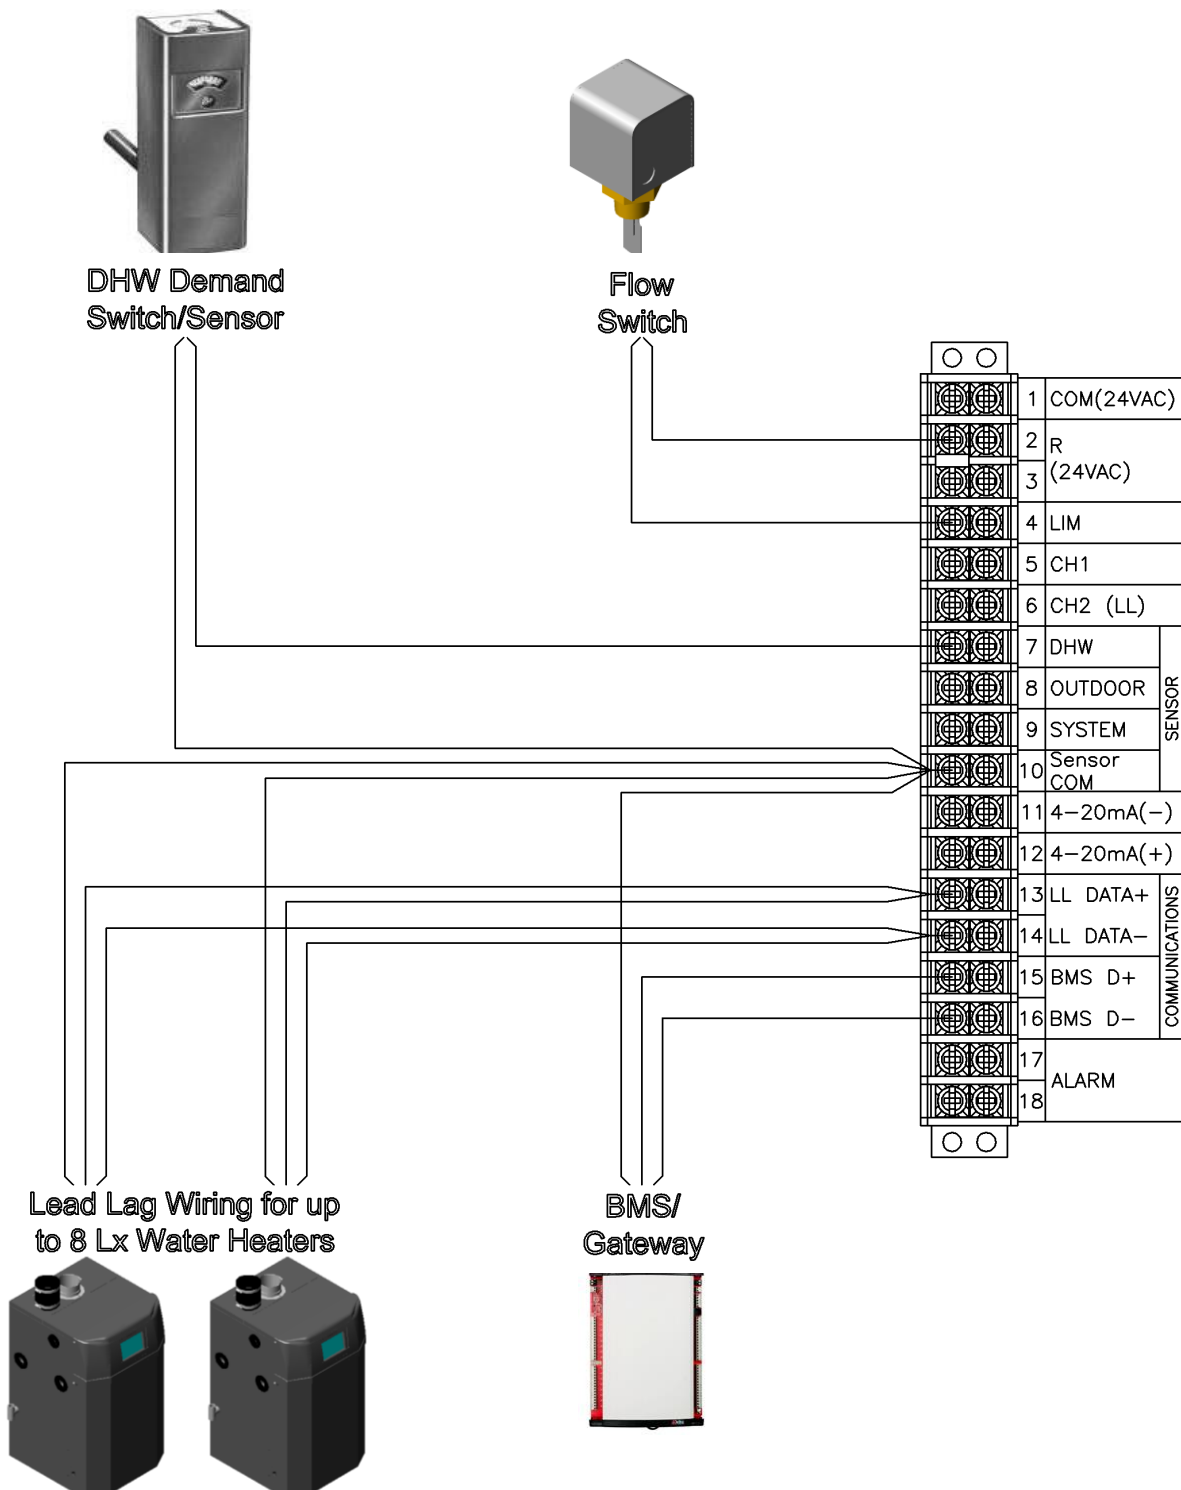 DHW Demand
Switch/Sensor
Flow
Switch
1 COM(24VAC)
2 R
3 (24VAC)
4 LIM
5 CH1
6 CH2 (LL)
7 DHW
8 OUTDOOR
9 SYSTEM
10 Sensor
COM
SENSOR
11 4-20mA(-)
12 4-20mA(+)
13 LL DATA+
14 LL DATA-
15 BMS D+
16 BMS D-
COMMUNICATIONS
17
ALARM
18
Lead Lag Wiring for up
to 8 Lx Water Heaters
BMS/
Gateway